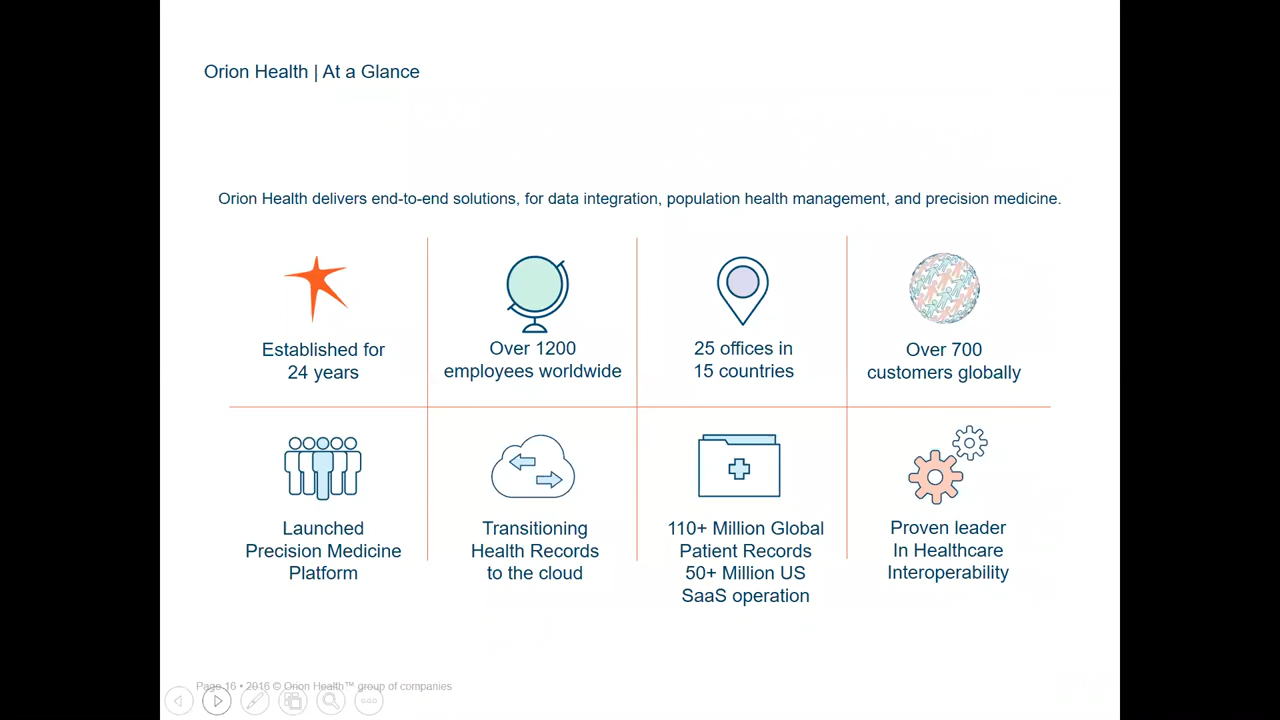 Orion Health | At a Glance
Orion Health delivers end-to-end solutions, for data integration, population health management, and precision medicine.
Established for
24 years
Over 1200
employees worldwide
25 offices in
15 countries
Over 700
customers globally
Launched
Precision Medicine
Platform
Transitioning
Health Records
to the cloud
110+ Million Global
Patient Records
50+ Million US
SaaS operation
Proven leader
In Healthcare
Interoperability
Page 16 • 2016 © Orion Health™ group of companies